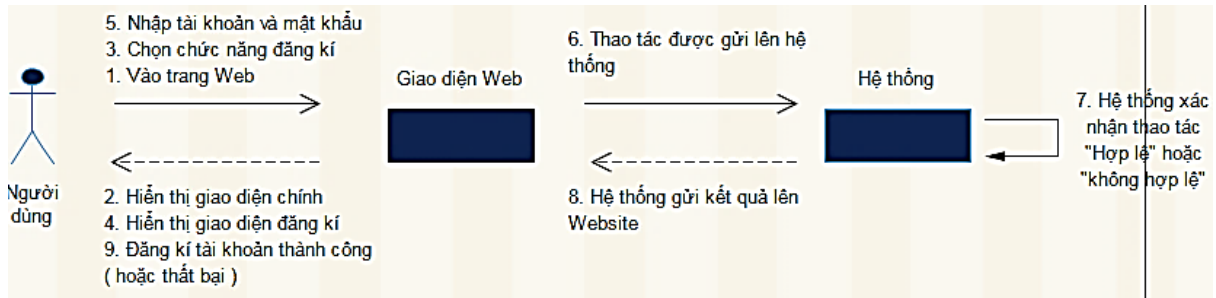 5. Nhập tài khoản và mật khẩu
3. Chọn chức năng đăng kí
1. Vào trang Web
Giao diện Web
6. Thao tác được gửi lên hệ
thống
Hệ thống
7. Hệ thống xác
nhận thao tác
"Hợp lệ" hoặc
"không hợp lệ"
Người
dùng
2. Hiển thị giao diện chính
4. Hiển thị giao diện đăng kí
9. Đăng kí tài khoản thành công
( hoặc thất bại )
8. Hệ thống gửi kết quả lên
Website